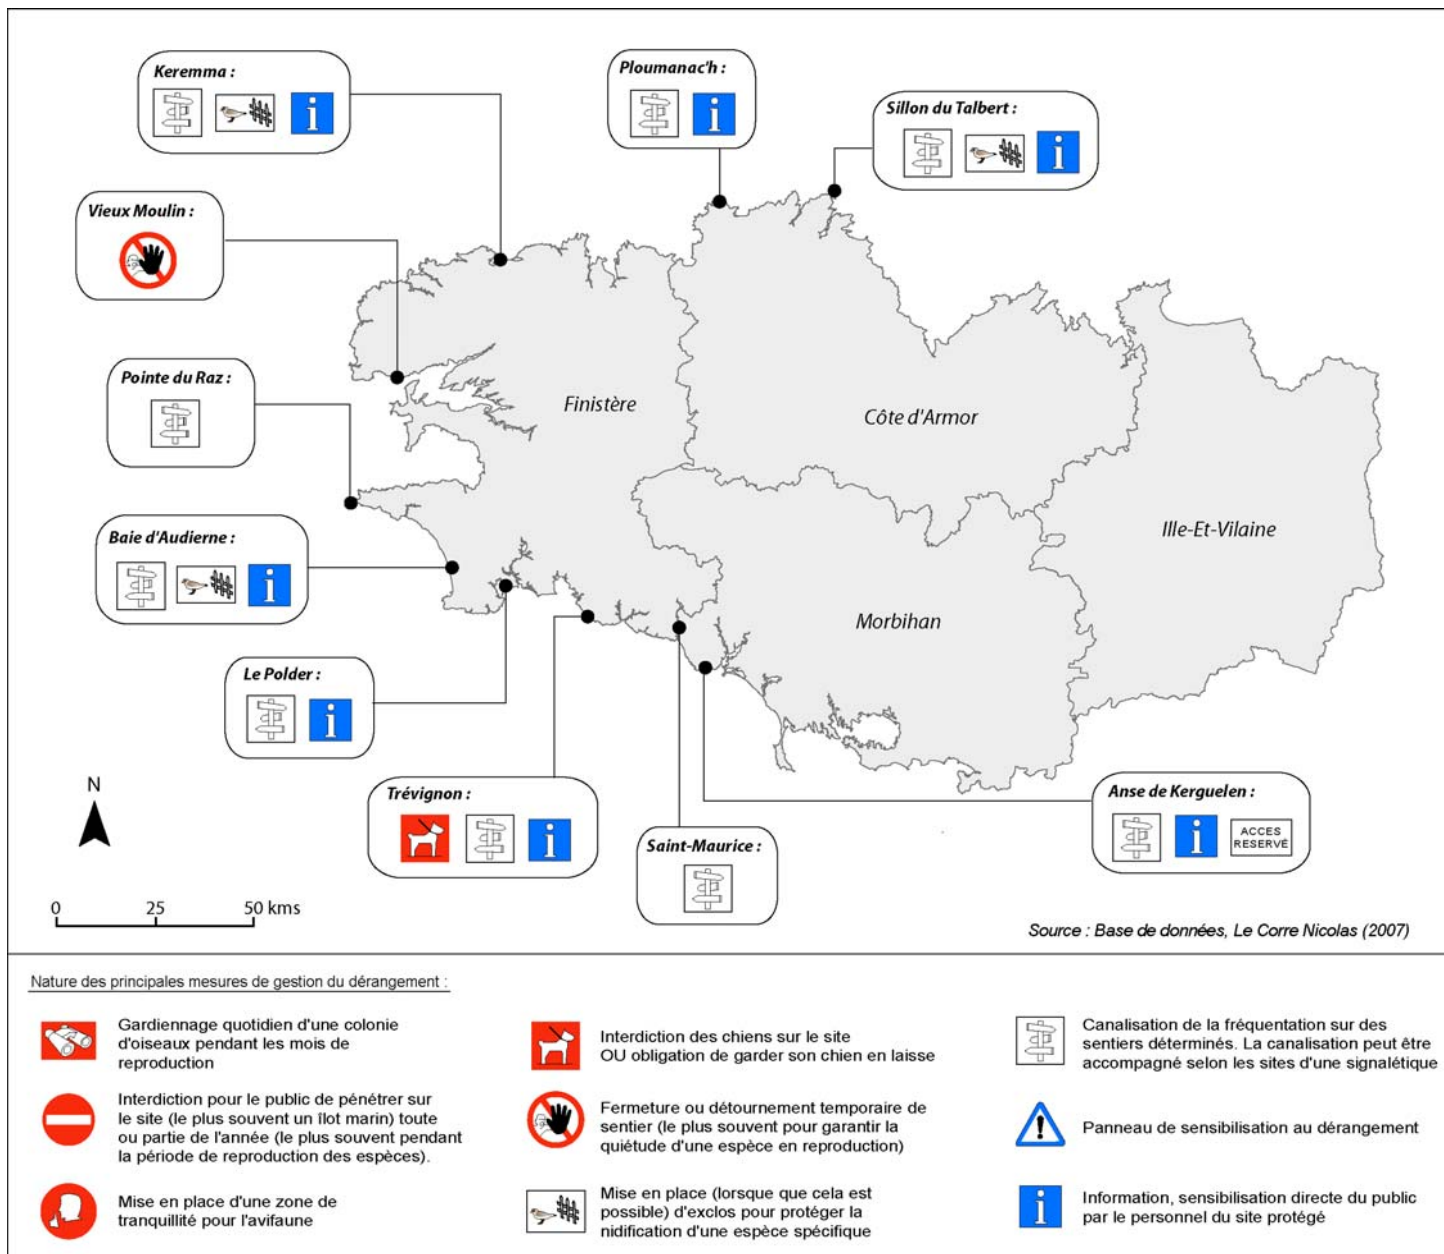 Keremma :
Ploumanac'h :
Sillon du Talbert :
Vieux Moulin :
Pointe du Raz :
Finistère
Côte d'Armor
Ille-Et-Vilaine
Baie d'Audierne :
Morbihan
Le Polder :
N
Trévignon :
Saint-Maurice :
Anse de Kerguelen :
ACCES
RESERVÉ
0 25 50 kms
Source : Base de données, Le Corre Nicolas (2007)
Nature des principales mesures de gestion du dérangement :
Gardiennage quotidien d'une colonie
d'oiseaux pendant les mois de
reproduction
Interdiction pour le public de pénétrer sur
le site (le plus souvent un îlot marin) toute
ou partie de l'année (le plus souvent pendant
la période de reproduction des espèces).
Mise en place d'une zone de
tranquillité pour l'avifaune
Interdiction des chiens sur le site
OU obligation de garder son chien en laisse
Fermeture ou détournement temporaire de
sentier (le plus souvent pour garantir la
quiétude d'une espèce en reproduction)
Mise en place (lorsque que cela est
possible) d'exclos pour protéger la
nidification d'une espèce spécifique
Canalisation de la fréquentation sur des
sentiers déterminés. La canalisation peut être
accompagné selon les sites d'une signalétique
Panneau de sensibilisation au dérangement
Information, sensibilisation directe du public
par le personnel du site protégé